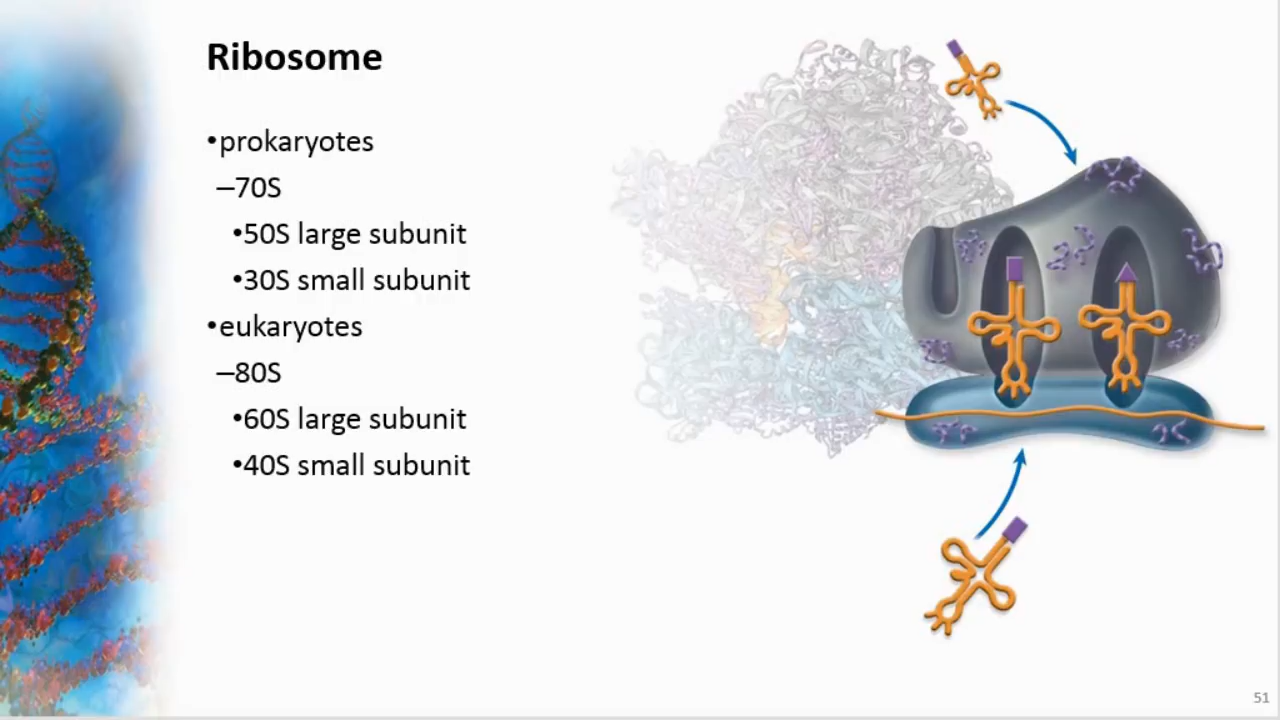 Ribosome
•prokaryotes
–70S
•50S large subunit
•30S small subunit
•eukaryotes
–80S
•60S large subunit
•40S small subunit
51